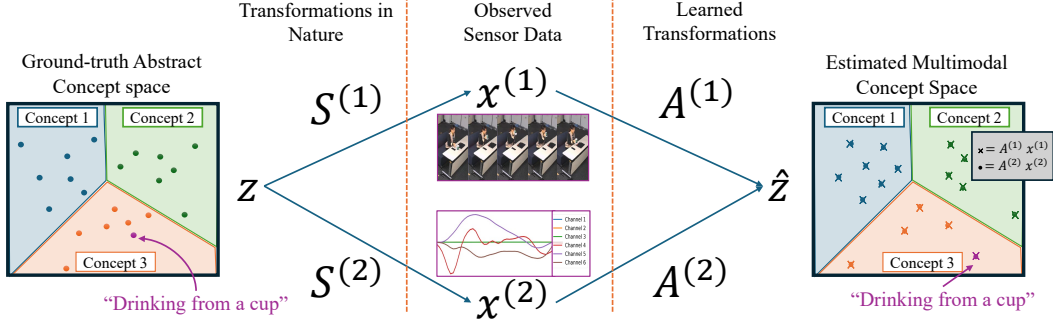 Transformations in
Nature
Observed
Sensor Data
Learned
Transformations
Ground-truth Abstract
Concept space
Concept 1
Concept 2
Concept 3
"Drinking from a cup"
z
S^(1)
S^(2)
x^(1)
Channel 1
Channel 2
Channel 3
Channel 4
Channel 5
Channel 6
x^(2)
A^(1)
A^(2)
ẑ
Estimated Multimodal
Concept Space
Concept 1
Concept 2
× = A^(1) x^(1)
• = A^(2) x^(2)
Concept 3
"Drinking from a cup"